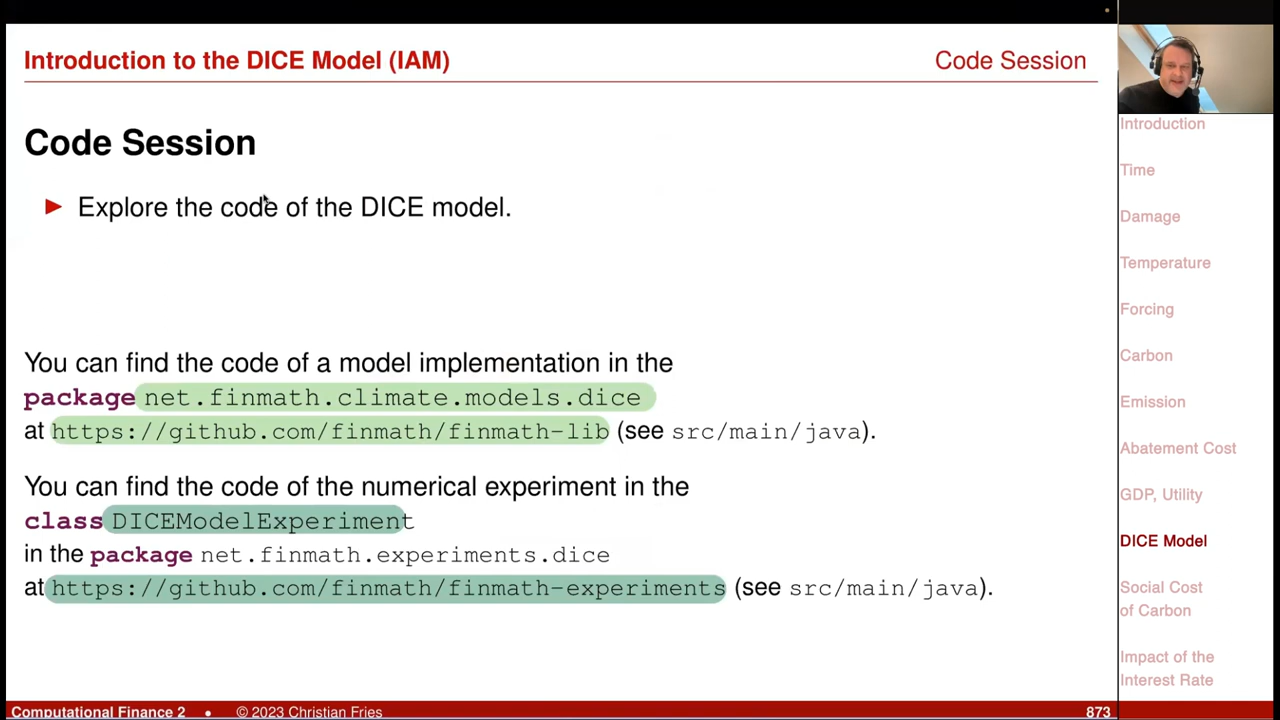 Introduction to the DICE Model (IAM)
Code Session
Code Session
Explore the code of the DICE model.
You can find the code of a model implementation in the
package net.finmath.climate.models.dice
at https://github.com/finmath/finmath-lib (see src/main/java).
You can find the code of the numerical experiment in the
class DICEModelExperiment
in the package net.finmath.experiments.dice
at https://github.com/finmath/finmath-experiments (see src/main/java).
Introduction
Time
Damage
Temperature
Forcing
Carbon
Emission
Abatement Cost
GDP, Utility
DICE Model
Social Cost
of Carbon
Impact of the
Interest Rate
Computational Finance 2 • © 2023 Christian Fries
873